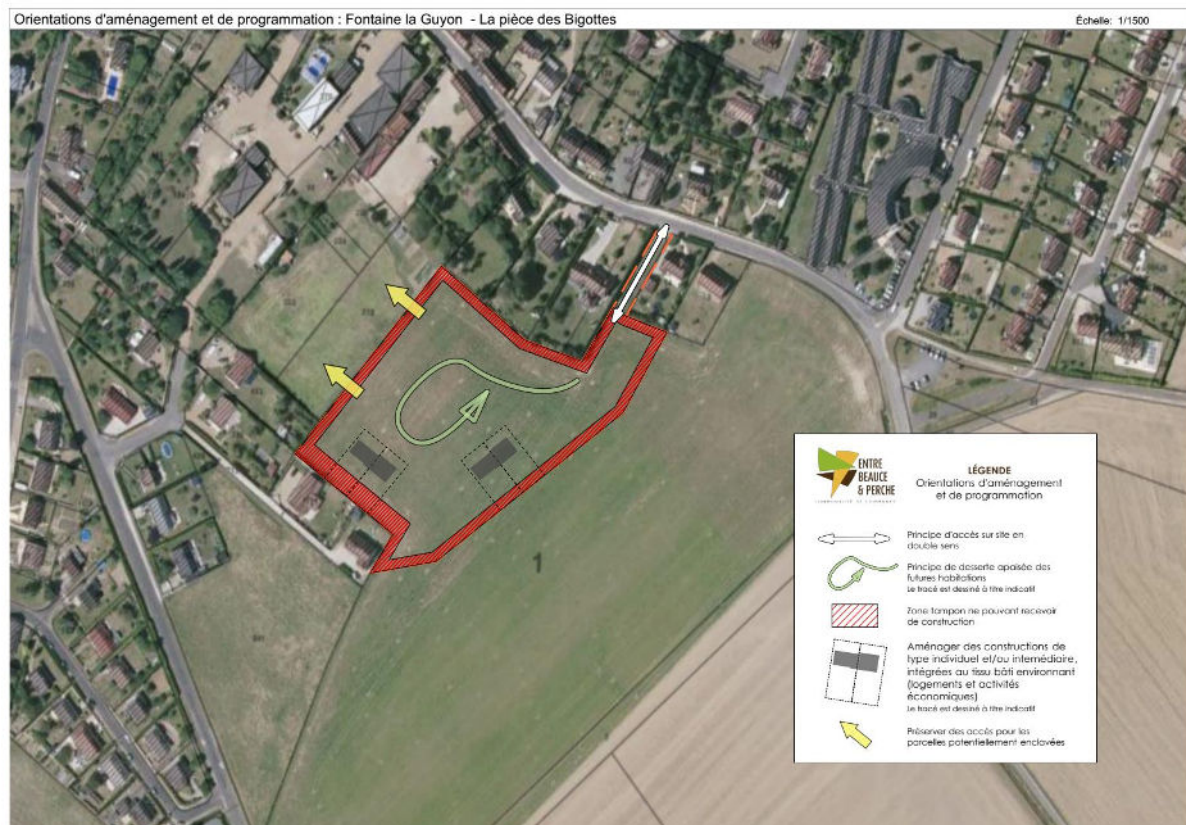 Orientations d'aménagement et de programmation : Fontaine la Guyon - La pièce des Bigottes
Échelle: 1/1500
1
ENTRE
BEAUCE
& PERCHE
LÉGENDE
Orientations d'aménagement
et de programmation
Principe d'accès sur site en
double sens
Principe de desserte apaisée des
futures habitations
Le tracé est dessiné à titre indicatif
Zone tampon ne pouvant recevoir
de construction
Aménager des constructions de
type individuel et/ou intermédiaire,
intégrées au tissu bâti environnant
(logements et activités
économiques)
Le tracé est dessiné à titre indicatif
Préserver des accès pour les
parcelles potentiellement enclavées